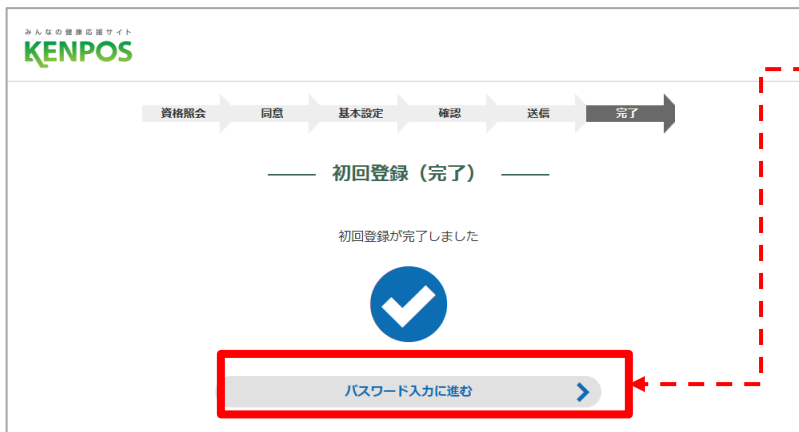 みんなの健康応援サイト
KENPOS
資格照会 同意 基本設定 確認 送信 完了
初回登録（完了）
初回登録が完了しました
パスワード入力に進む